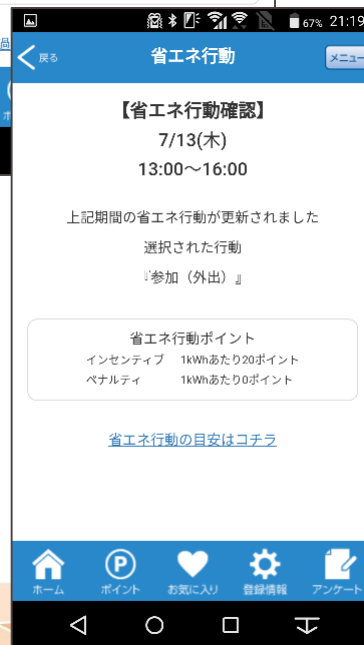 67% 21:19
戻る 省エネ行動 メニュー
【省エネ行動確認】
7/13(木)
13:00～16:00
上記期間の省エネ行動が更新されました
選択された行動
『参加（外出）』
省エネ行動ポイント
インセンティブ 1kWhあたり20ポイント
ペナルティ 1kWhあたり0ポイント
省エネ行動の目安はコチラ
ホーム ポイント お気に入り 登録情報 アンケート